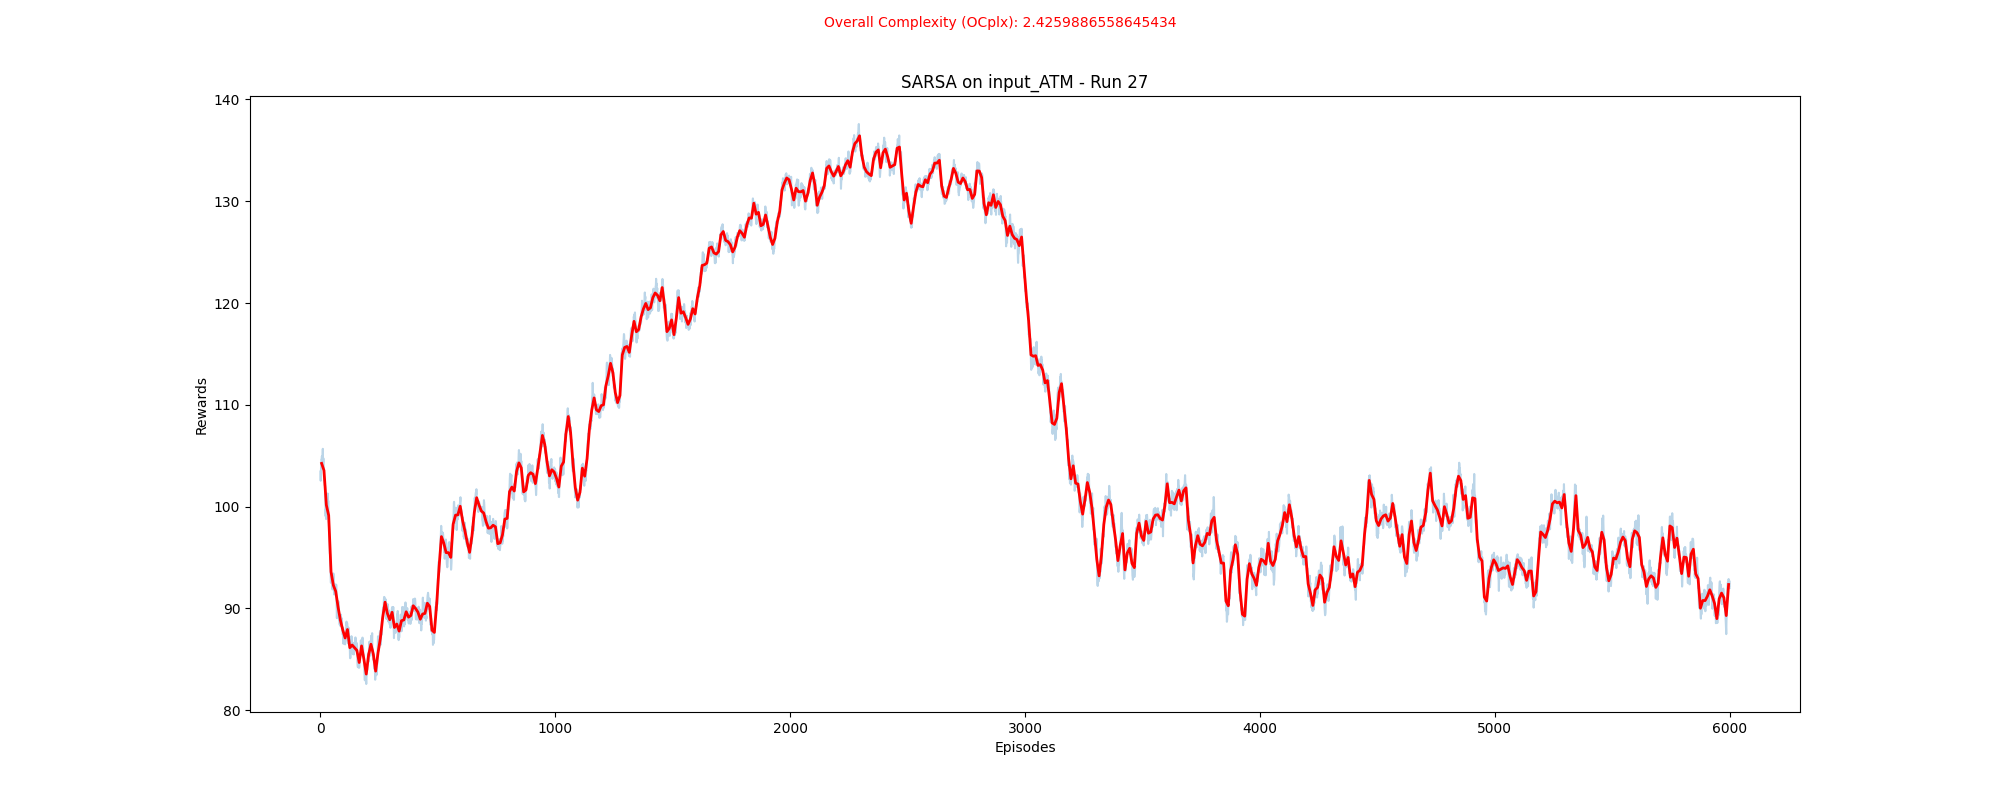 Overall Complexity (OCplx): 2.4259886558645434
SARSA on input_ATM - Run 27
140
130
120
110
100
90
80
Rewards
0 1000 2000 3000 4000 5000 6000
Episodes